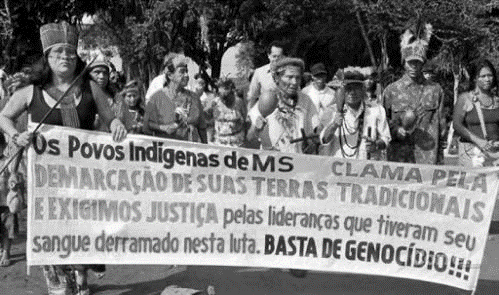 Os Povos Indígenas de MS CLAMA PELA
DEMARCAÇÃO DE SUAS TERRAS TRADICIONAIS
E EXIGIMOS JUSTIÇA pelas lideranças que tiveram seu
sangue derramado nesta luta. BASTA DE GENOCÍDIO!!!